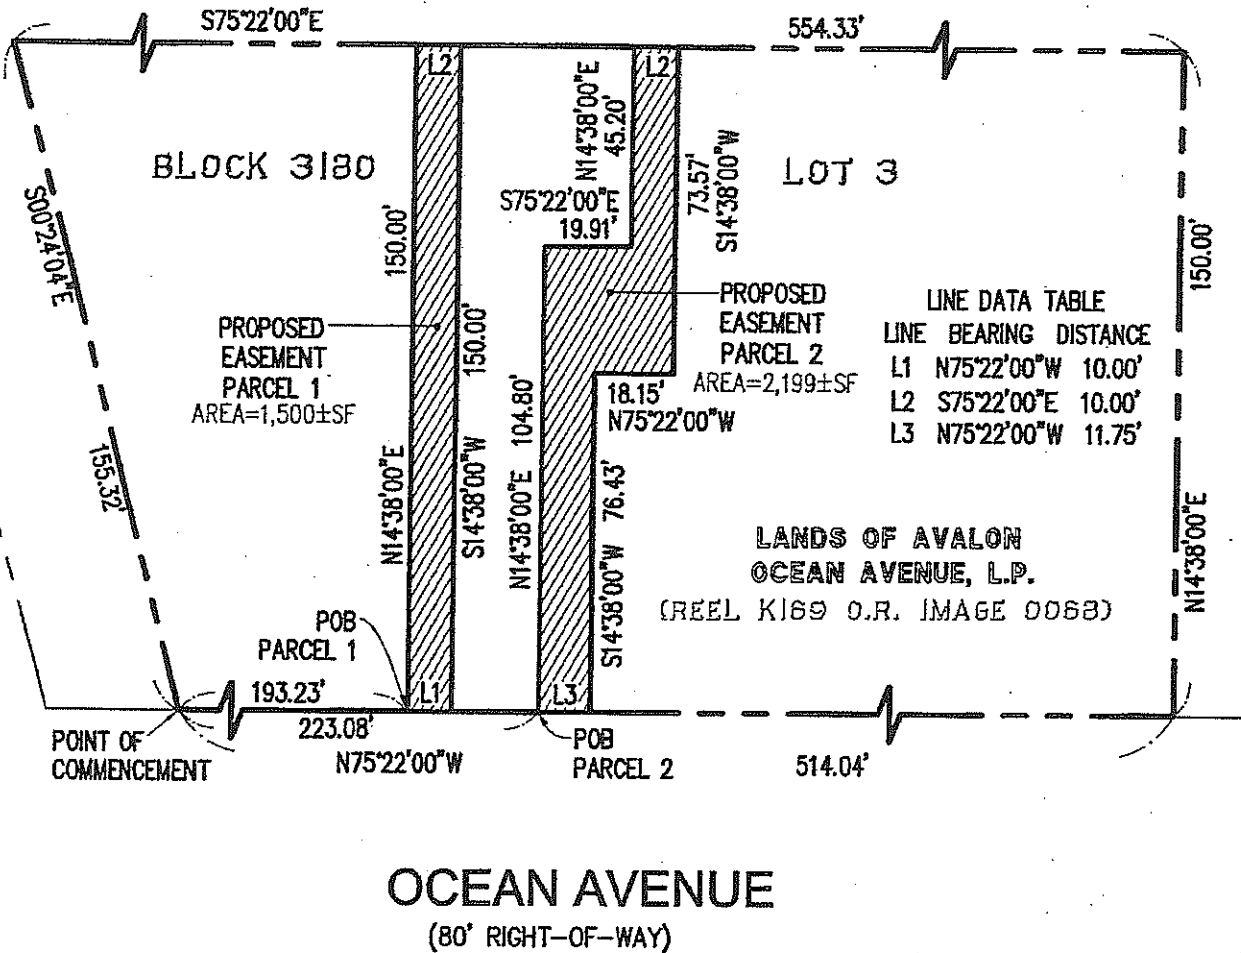 S75°22'00"E
554.33'
L2
L2
N14°38'00"E
45.20'
BLOCK 3180
LOT 3
73.57'
S14°38'00"W
S75°22'00"E
19.91'
S00°24'04"E
155.32'
150.00'
150.00'
150.00'
PROPOSED
EASEMENT
PARCEL 1
AREA=1,500±SF
PROPOSED
EASEMENT
PARCEL 2
AREA=2,199±SF
LINE DATA TABLE
LINE BEARING DISTANCE
L1 N75°22'00"W 10.00'
L2 S75°22'00"E 10.00'
L3 N75°22'00"W 11.75'
18.15'
N75°22'00"W
N14°38'00"E
S14°38'00"W
N14°38'00"E 104.80'
S14°38'00"W 76.43'
N14°38'00"E
LANDS OF AVALON
OCEAN AVENUE, L.P.
(REEL K169 O.R. IMAGE 0068)
POB
PARCEL 1
193.23'
L1
L3
223.08'
N75°22'00"W
POINT OF
COMMENCEMENT
POB
PARCEL 2
514.04'
OCEAN AVENUE
(80' RIGHT-OF-WAY)